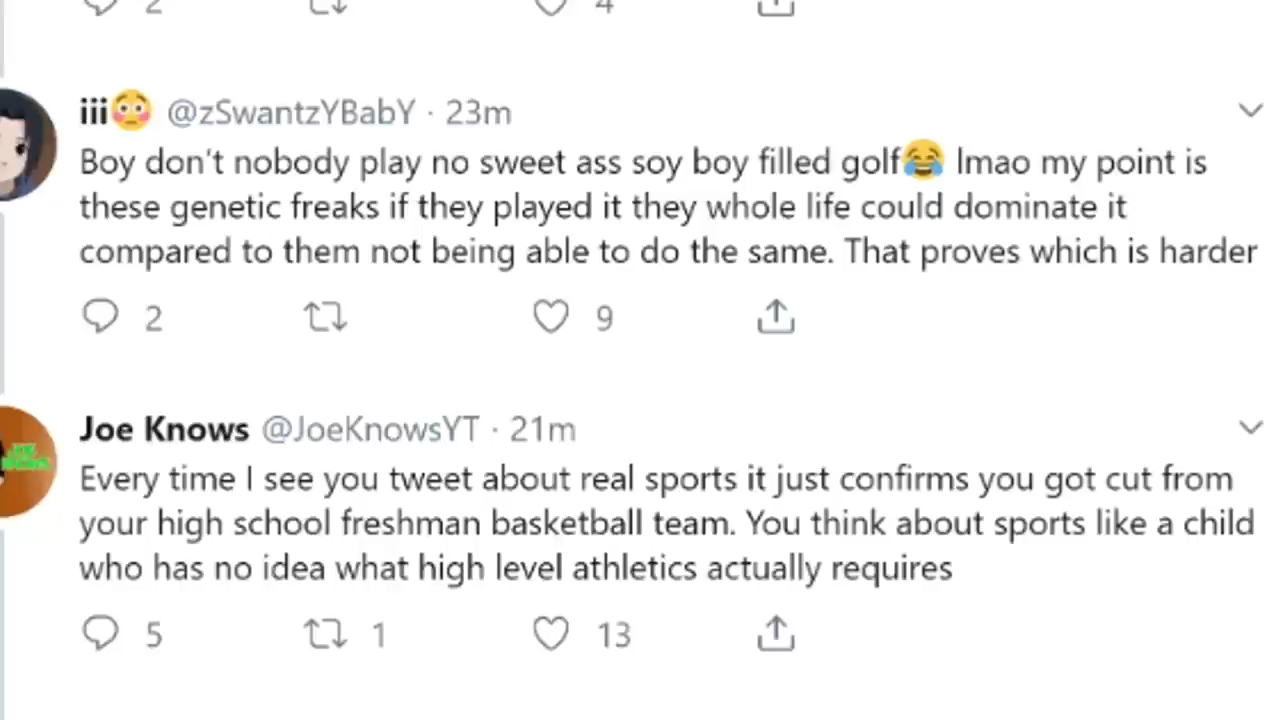 2 4
iii😳 @zSwantzYBabY · 23m
Boy don't nobody play no sweet ass soy boy filled golf😂 lmao my point is
these genetic freaks if they played it they whole life could dominate it
compared to them not being able to do the same. That proves which is harder
2 9
Joe Knows @JoeKnowsYT · 21m
Every time I see you tweet about real sports it just confirms you got cut from
your high school freshman basketball team. You think about sports like a child
who has no idea what high level athletics actually requires
5 1 13